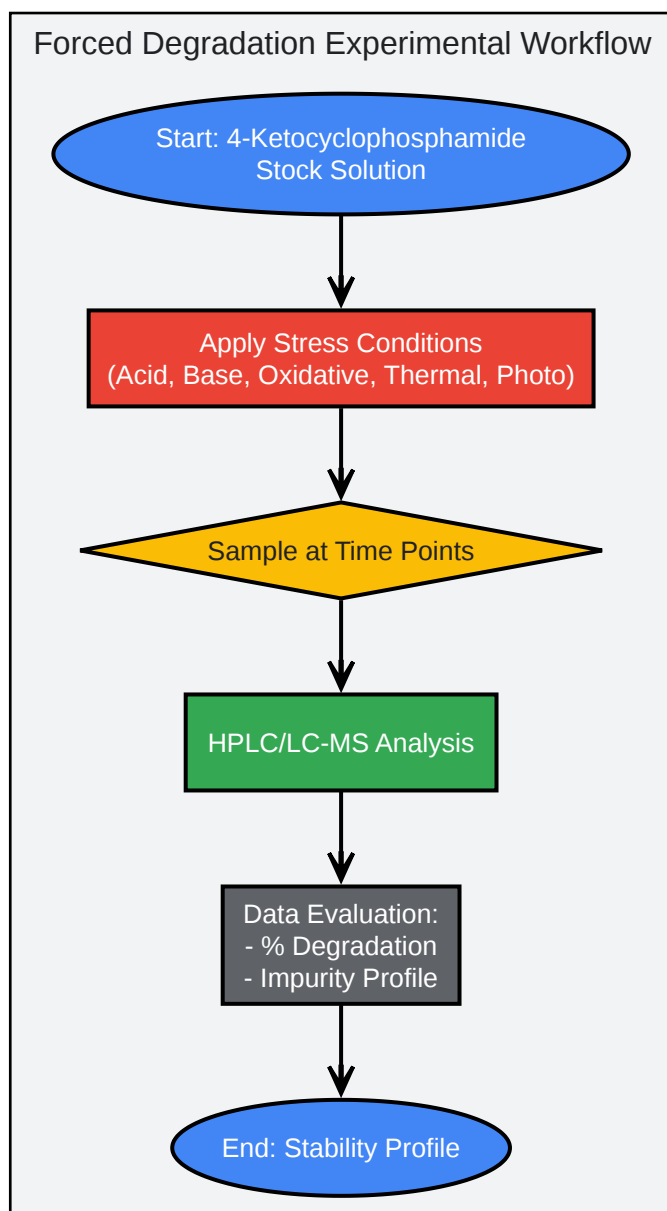 Forced Degradation Experimental Workflow
Start: 4-Ketocyclophosphamide
Stock Solution
Apply Stress Conditions
(Acid, Base, Oxidative, Thermal, Photo)
Sample at Time Points
HPLC/LC-MS Analysis
Data Evaluation:
- % Degradation
- Impurity Profile
End: Stability Profile